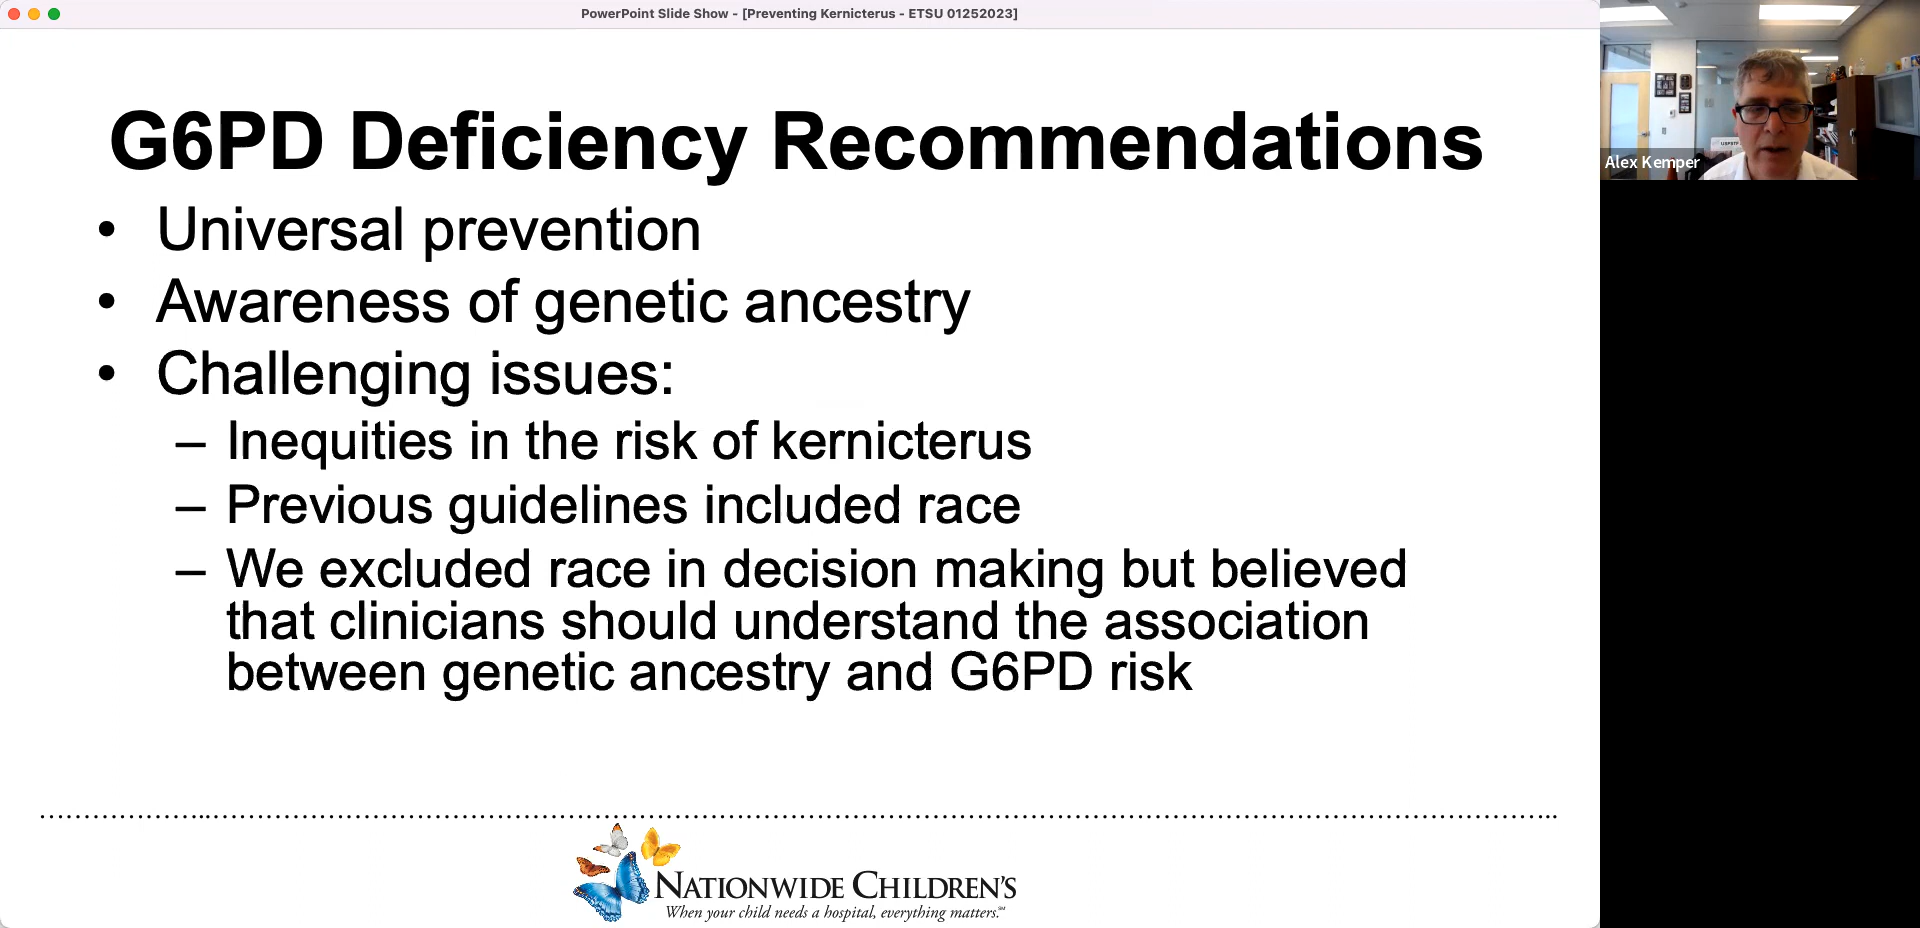 PowerPoint Slide Show - [Preventing Kernicterus - ETSU 01252023]
G6PD Deficiency Recommendations
• Universal prevention
• Awareness of genetic ancestry
• Challenging issues:
– Inequities in the risk of kernicterus
– Previous guidelines included race
– We excluded race in decision making but believed
that clinicians should understand the association
between genetic ancestry and G6PD risk
NATIONWIDE CHILDREN'S
When your child needs a hospital, everything matters.℠
Alex Kemper